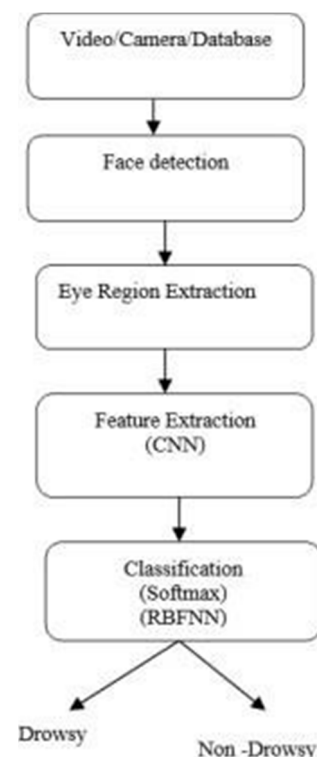 Video/Camera/Database
Face detection
Eye Region Extraction
Feature Extraction
(CNN)
Classification
(Softmax)
(RBFNN)
Drowsy
Non -Drowsy